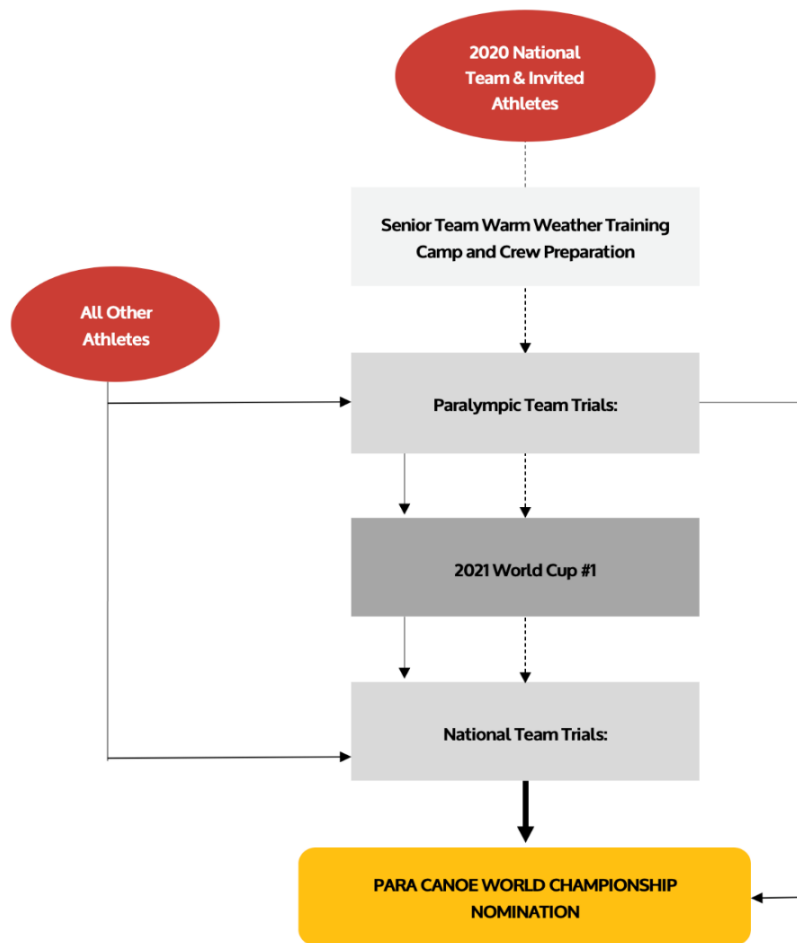 2020 National
Team & Invited
Athletes
Senior Team Warm Weather Training
Camp and Crew Preparation
All Other
Athletes
Paralympic Team Trials:
2021 World Cup #1
National Team Trials:
PARA CANOE WORLD CHAMPIONSHIP
NOMINATION